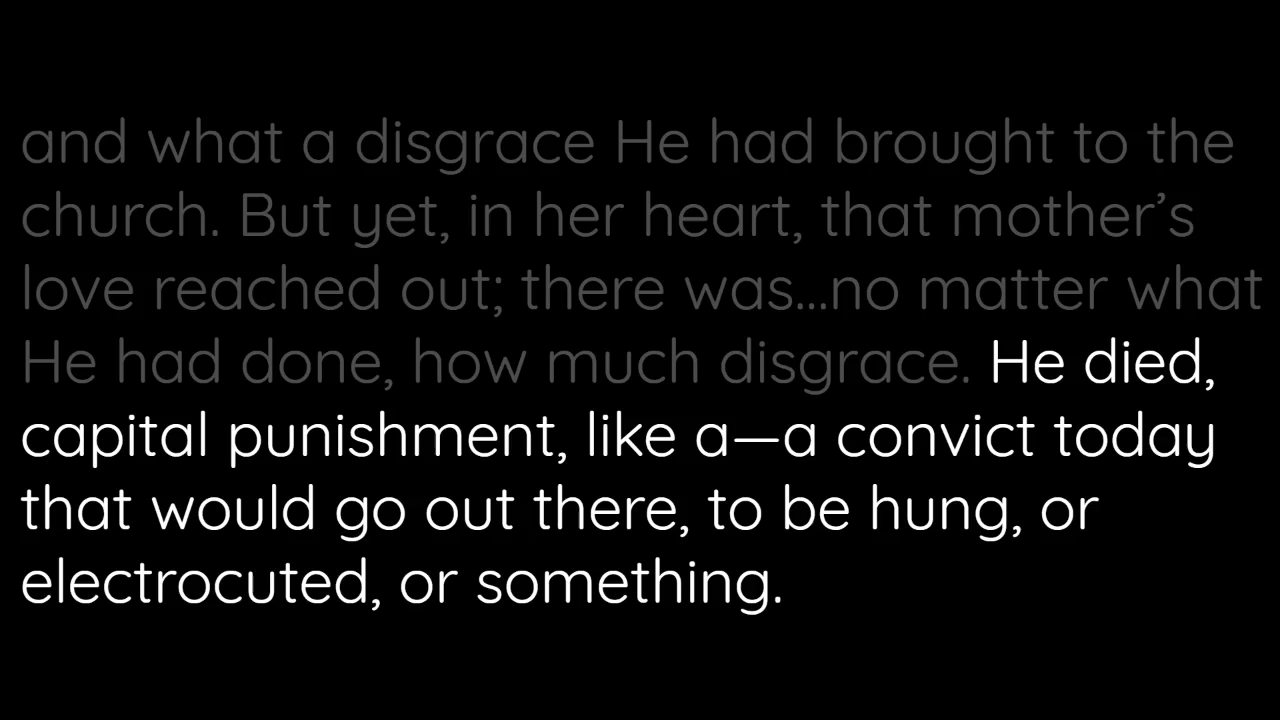 and what a disgrace He had brought to the
church. But yet, in her heart, that mother’s
love reached out; there was...no matter what
He had done, how much disgrace. He died,
capital punishment, like a—a convict today
that would go out there, to be hung, or
electrocuted, or something.